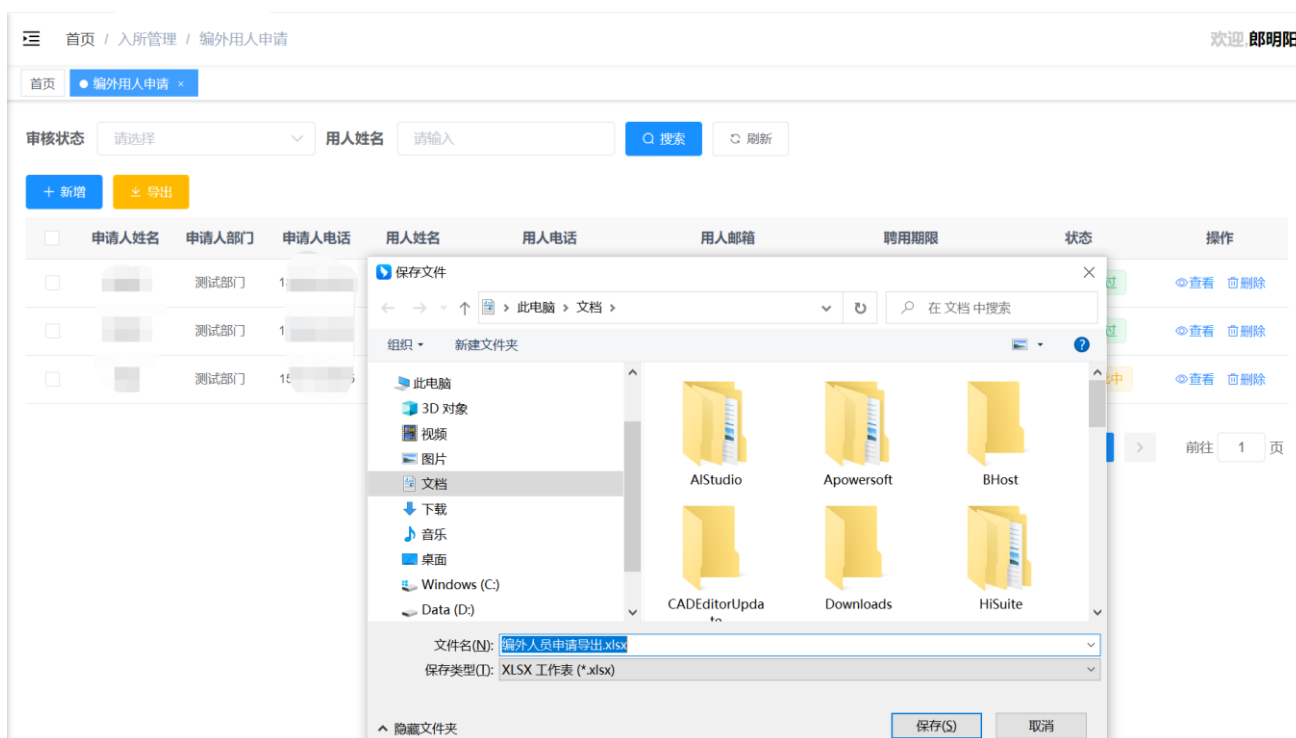 首页 / 入所管理 / 编外用人申请
欢迎,郎明阳
首页 编外用人申请 ×
审核状态 请选择 用人姓名 请输入 搜索 刷新
+ 新增 导出
申请人姓名 申请人部门 申请人电话 用人姓名 用人电话 用人邮箱 聘用期限 状态 操作
测试部门 1 过 查看 删除
测试部门 1 过 查看 删除
测试部门 15 中 查看 删除
前往 1 页
保存文件
此电脑 > 文档 >
在 文档 中搜索
组织 新建文件夹
此电脑
3D 对象
视频
图片
文档
下载
音乐
桌面
Windows (C:)
Data (D:)
AIStudio Apowersoft BHost
CADEditorUpda Downloads HiSuite
文件名(N): 编外人员申请导出.xlsx
保存类型(T): XLSX 工作表 (*.xlsx)
隐藏文件夹 保存(S) 取消